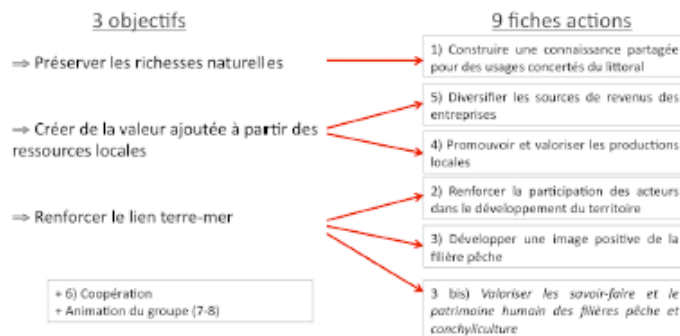 3 objectifs
⇒ Préserver les richesses naturelles
⇒ Créer de la valeur ajoutée à partir des
ressources locales
⇒ Renforcer le lien terre-mer
+ 6) Coopération
+ Animation du groupe (7-8)
9 fiches actions
1) Construire une connaissance partagée
pour des usages concertés du littoral
5) Diversifier les sources de revenus des
entreprises
4) Promouvoir et valoriser les productions
locales
2) Renforcer la participation des acteurs
dans le développement du territoire
3) Développer une image positive de la
filière pêche
3 bis) Valoriser les savoir-faire et le
patrimoine humain des filières pêche et
conchyliculture